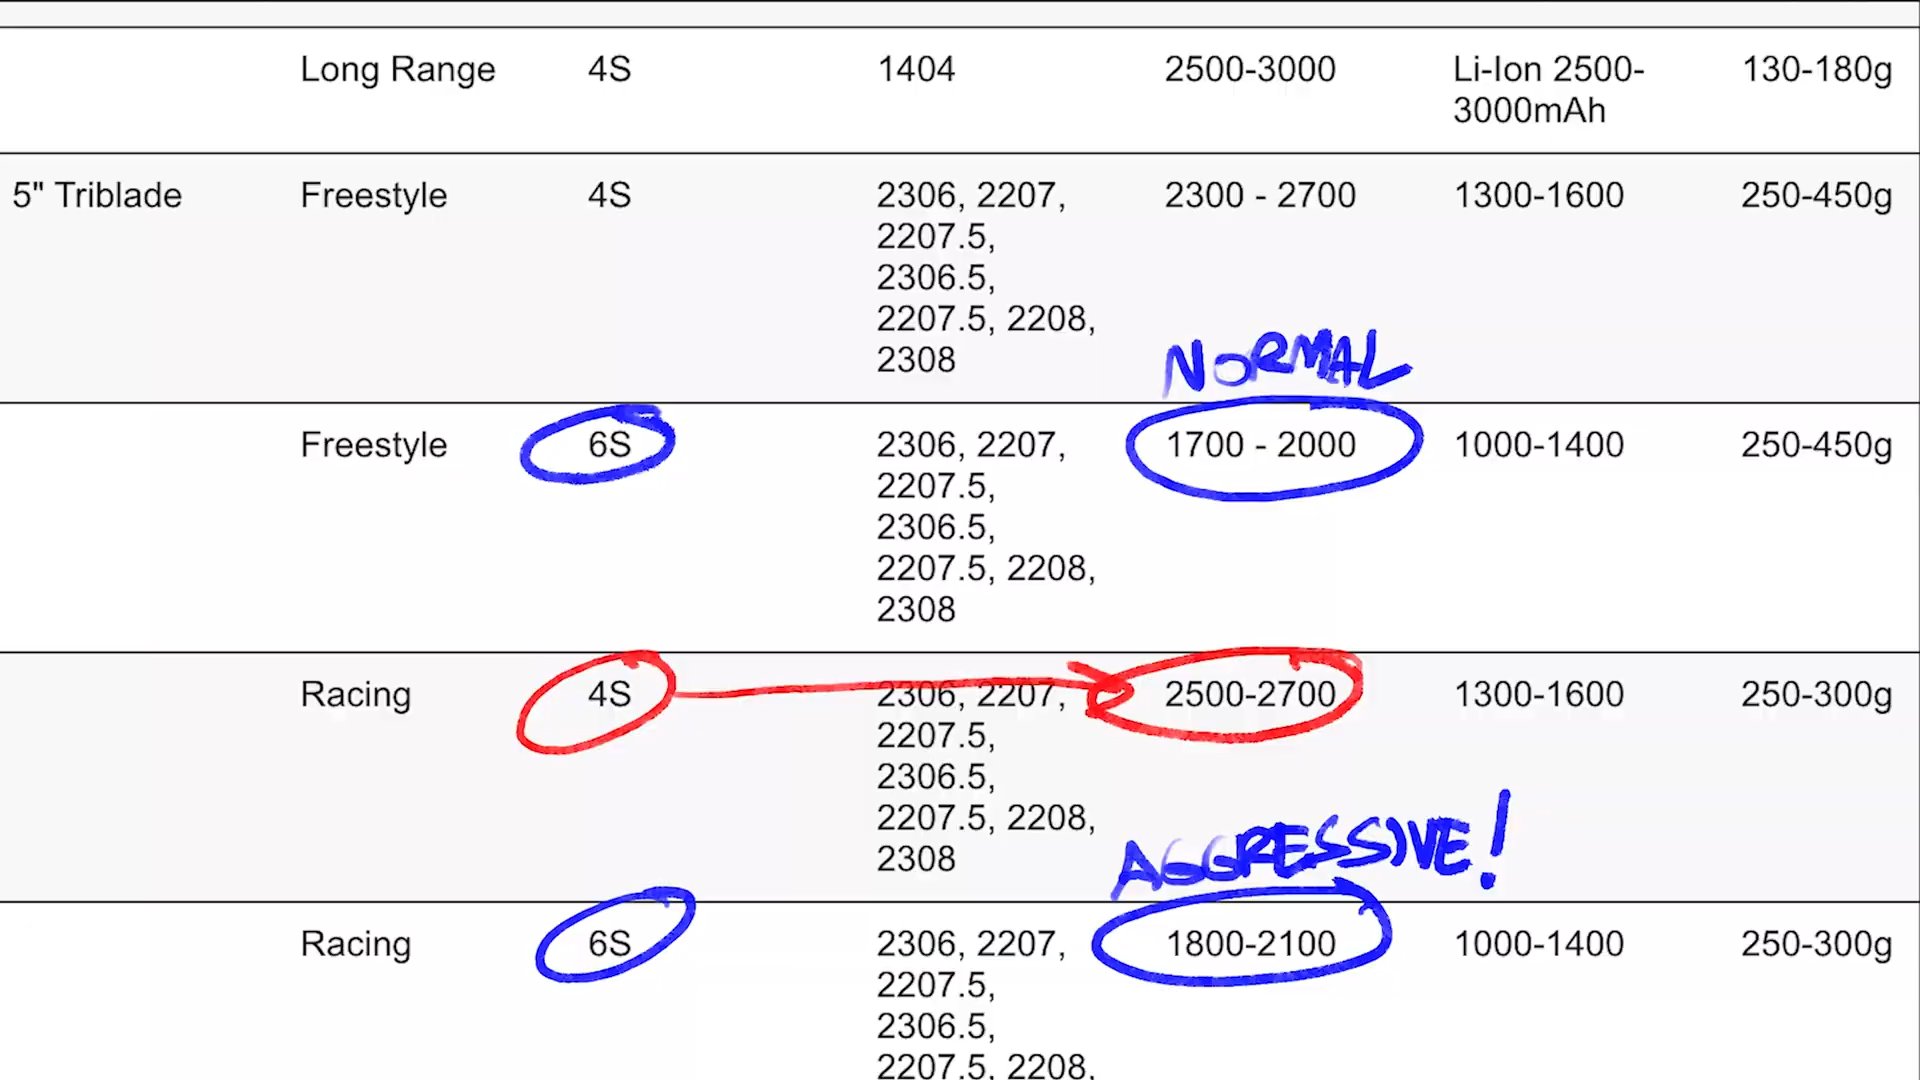 Long Range 4S 1404 2500-3000 Li-Ion 2500- 130-180g
3000mAh
5" Triblade Freestyle 4S 2306, 2207, 2300 - 2700 1300-1600 250-450g
2207.5,
2306.5,
2207.5, 2208,
2308
NORMAL
Freestyle 6S 2306, 2207, 1700 - 2000 1000-1400 250-450g
2207.5,
2306.5,
2207.5, 2208,
2308
Racing 4S 2306, 2207, 2500-2700 1300-1600 250-300g
2207.5,
2306.5,
2207.5, 2208,
2308
AGGRESSIVE!
Racing 6S 2306, 2207, 1800-2100 1000-1400 250-300g
2207.5,
2306.5,
2207.5, 2208,